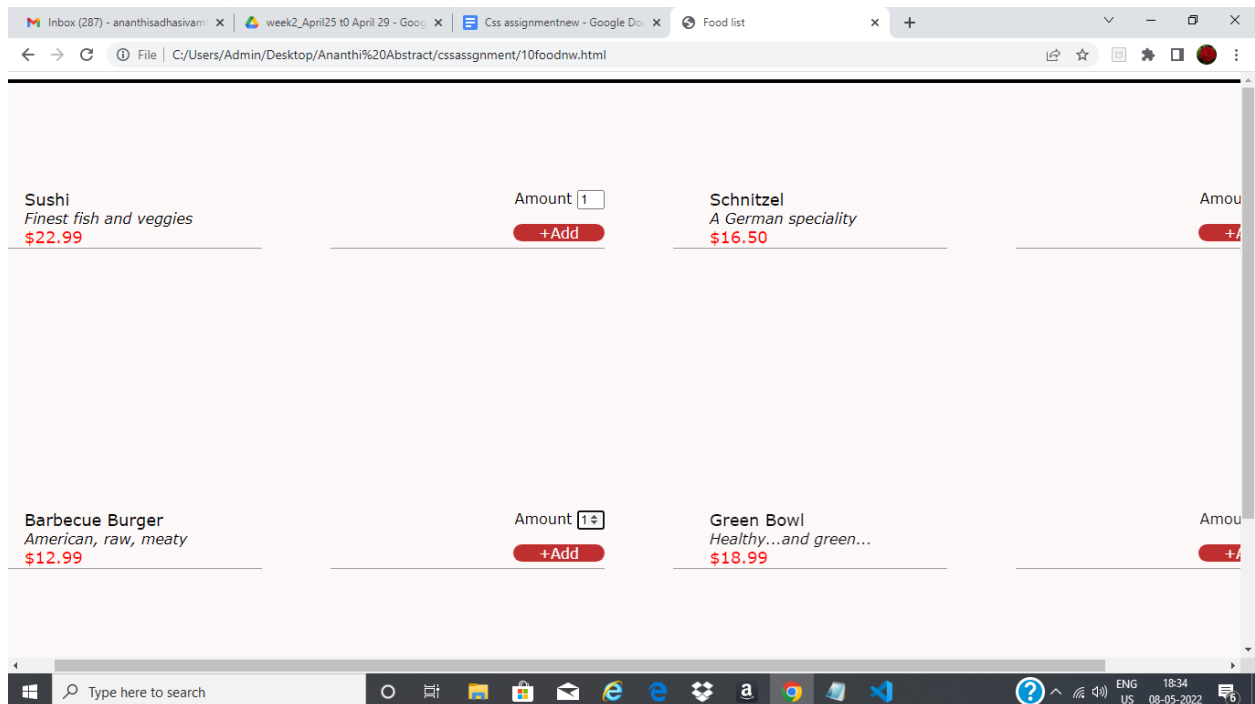 Inbox (287) - ananthisadhasivam
week2_April25 t0 April 29 - Goog
Css assignmentnew - Google Do
Food list
File
C:/Users/Admin/Desktop/Ananthi%20Abstract/cssassgnment/10foodnw.html
Sushi
Amount 1
Schnitzel
Amou
Finest fish and veggies
A German speciality
$22.99
+Add
$16.50
+A
Barbecue Burger
Amount 1
Green Bowl
Amou
American, raw, meaty
Healthy...and green...
$12.99
+Add
$18.99
+A
Type here to search
ENG
US
18:34
08-05-2022
6